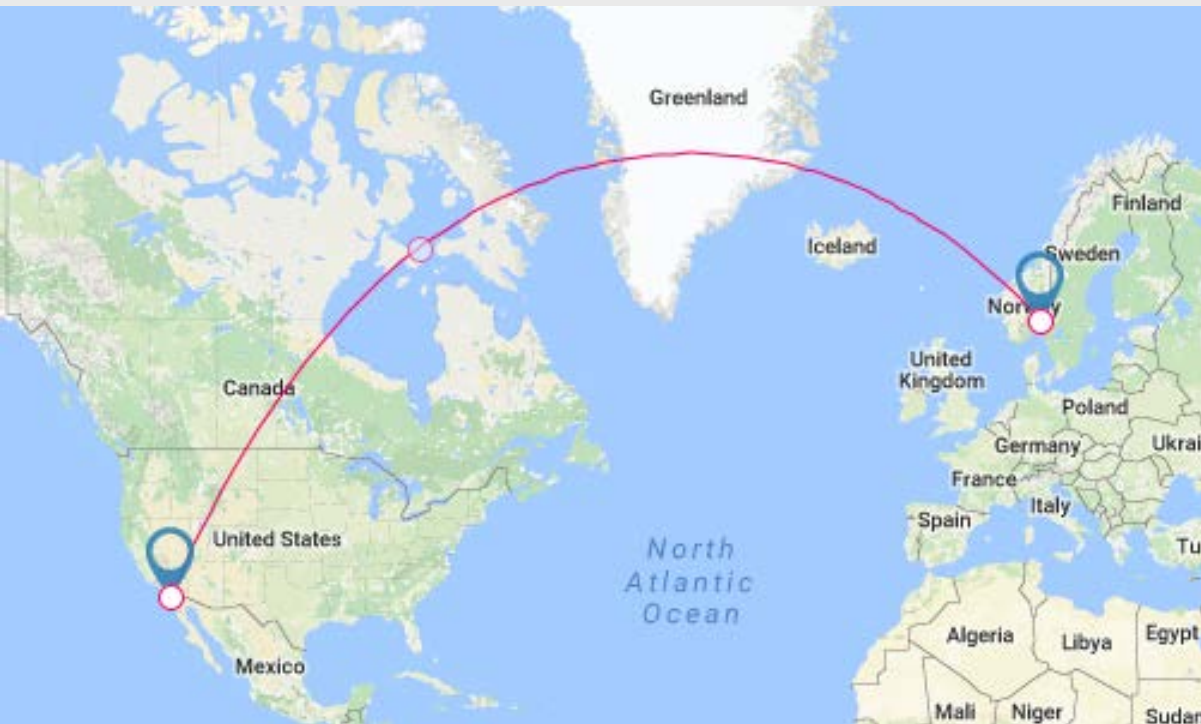 Greenland
Finland
Iceland
Sweden
Norway
United
Kingdom
Canada
Poland
Germany
Ukrai
France
Italy
Spain
United States
North
Atlantic
Ocean
Tu
Algeria
Libya
Egypt
Mexico
Mali
Niger
Sudan